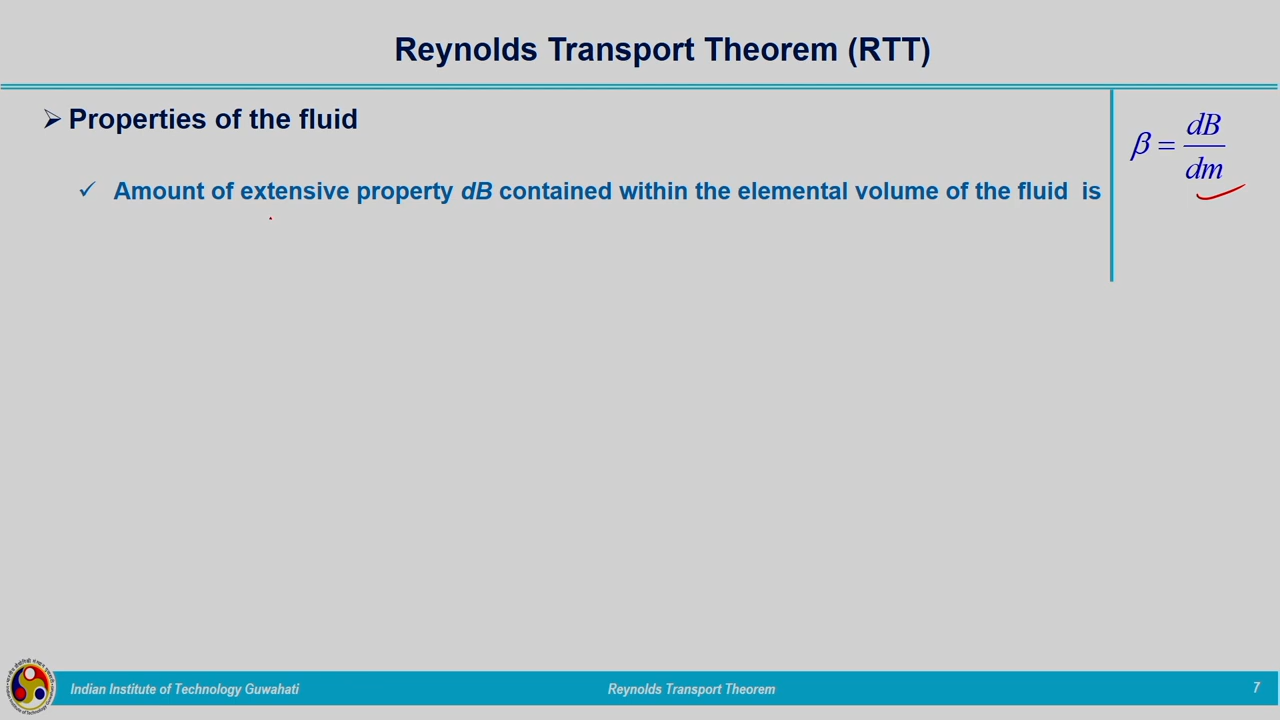 Reynolds Transport Theorem (RTT)
➢ Properties of the fluid
β = dB/dm
✓ Amount of extensive property dB contained within the elemental volume of the fluid is
Indian Institute of Technology Guwahati
Reynolds Transport Theorem
7